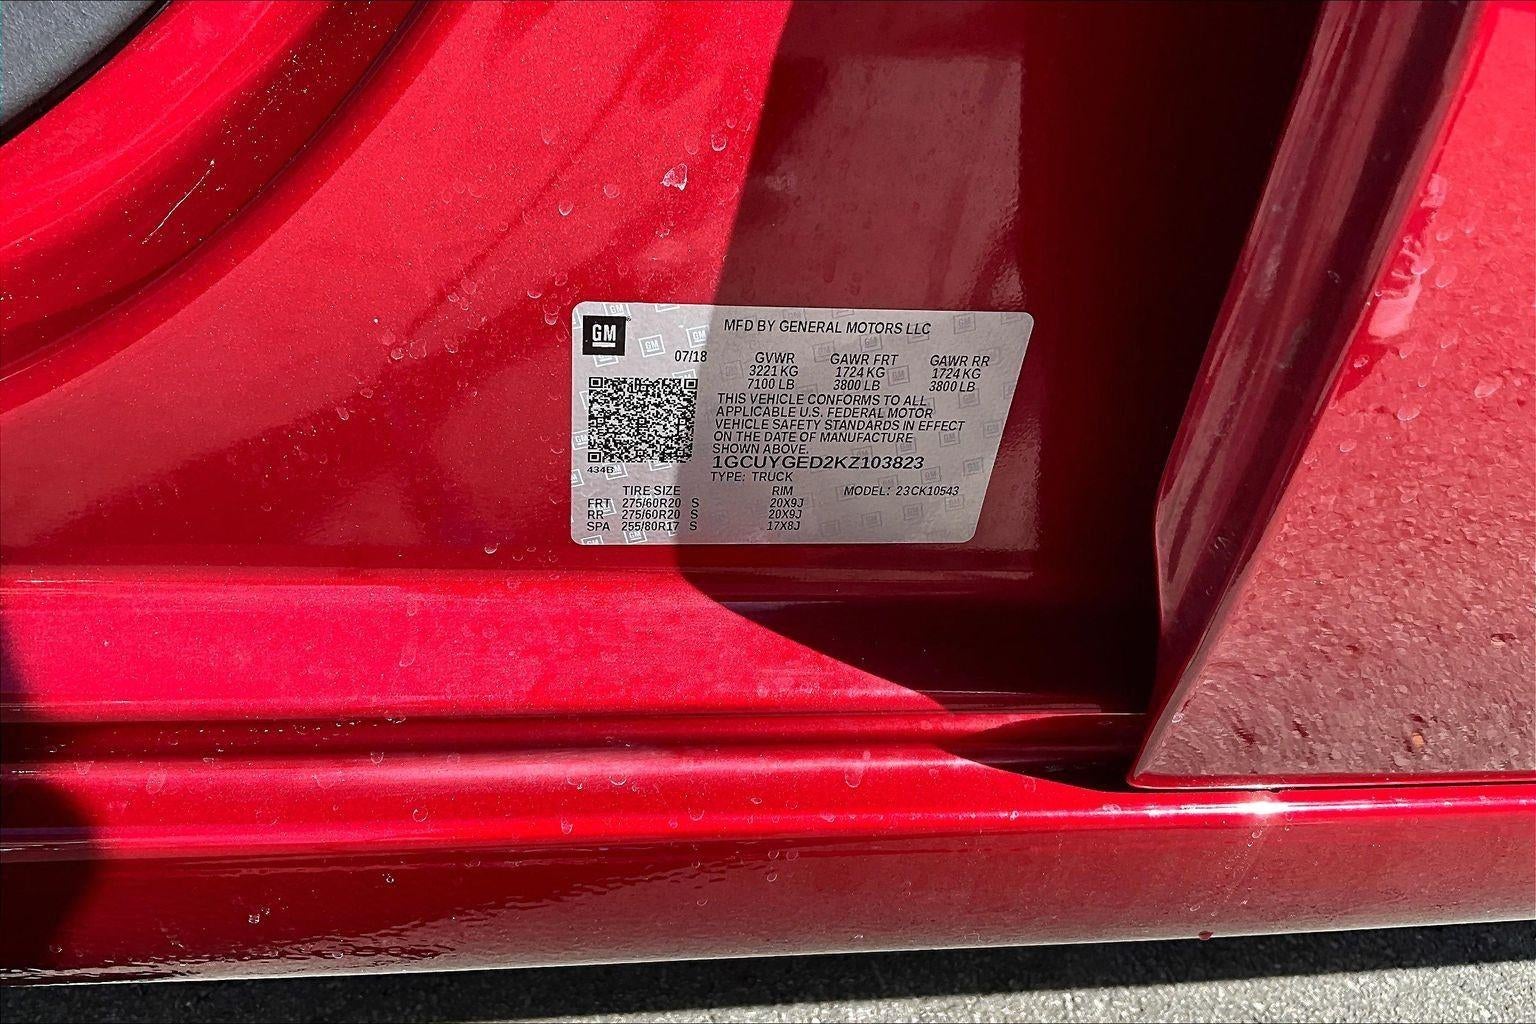 GM
MFD BY GENERAL MOTORS LLC
07/18 GVWR GAWR FRT GAWR RR
3221 KG 1724 KG 1724 KG
7100 LB 3800 LB 3800 LB
THIS VEHICLE CONFORMS TO ALL
APPLICABLE U.S. FEDERAL MOTOR
VEHICLE SAFETY STANDARDS IN EFFECT
ON THE DATE OF MANUFACTURE
SHOWN ABOVE.
1GCUYGED2KZ103823
434B
TYPE: TRUCK
TIRE SIZE RIM MODEL: 23CK10543
FRT 275/60R20 S 20X9J
RR 275/60R20 S 20X9J
SPA 255/80R17 S 17X8J